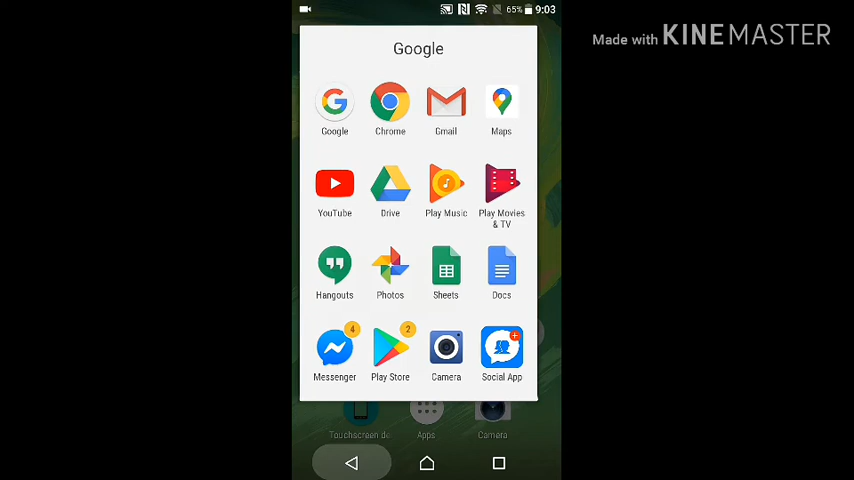 65% 9:03
Made with KINEMASTER
Google
Google Chrome Gmail Maps
YouTube Drive Play Music Play Movies
& TV
Hangouts Photos Sheets Docs
4 2
Messenger Play Store Camera Social App
Touchscreen de. Apps Camera